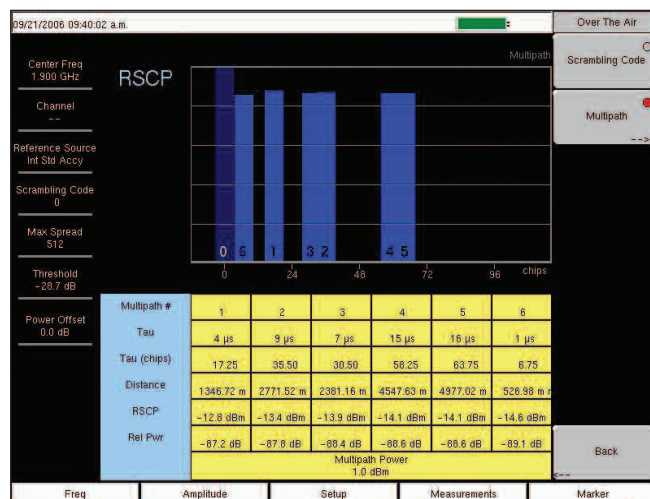 09/21/2006 09:40:02 a.m.
Over The Air
Multipath
Scrambling Code
Center Freq
1.900 GHz
RSCP
Channel
--
Multipath
-->
Reference Source
Int Std Accy
Scrambling Code
0
Max Spread
512
0 6 1 3 2 4 5
0 24 48 72 96 chips
Threshold
-28.7 dB
Power Offset
0.0 dB
Multipath # 1 2 3 4 5 6
Tau 4 µs 9 µs 7 µs 15 µs 16 µs 1 µs
Tau (chips) 17.25 35.50 30.50 58.25 63.75 6.75
Distance 1346.72 m 2771.52 m 2381.16 m 4547.63 m 4977.02 m 526.98 m
RSCP -12.8 dBm -13.4 dBm -13.9 dBm -14.1 dBm -14.1 dBm -14.6 dBm
Rel Pwr -87.2 dB -87.8 dB -88.4 dB -88.6 dB -88.6 dB -89.1 dB
Multipath Power
1.0 dBm
Back
<--
Freq Amplitude Setup Measurements Marker